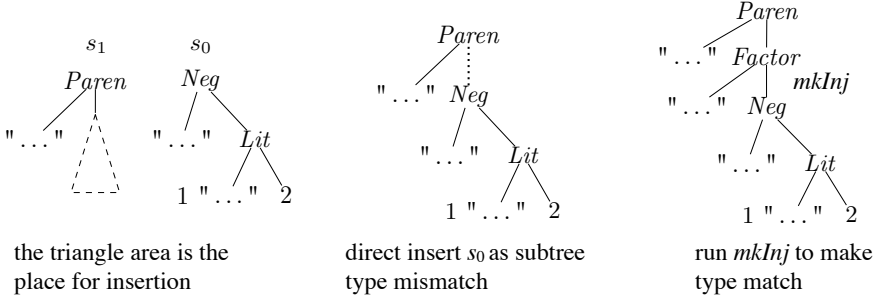 s₁
s₀
Paren
Neg
" . . . "
" . . . "
Lit
1 " . . . " 2
the triangle area is the
place for insertion
Paren
" . . . "
Neg
" . . . "
Lit
1 " . . . " 2
direct insert s₀ as subtree
type mismatch
Paren
" . . . "
Factor
mkInj
" . . . "
Neg
" . . . "
Lit
1 " . . . " 2
run mkInj to make
type match